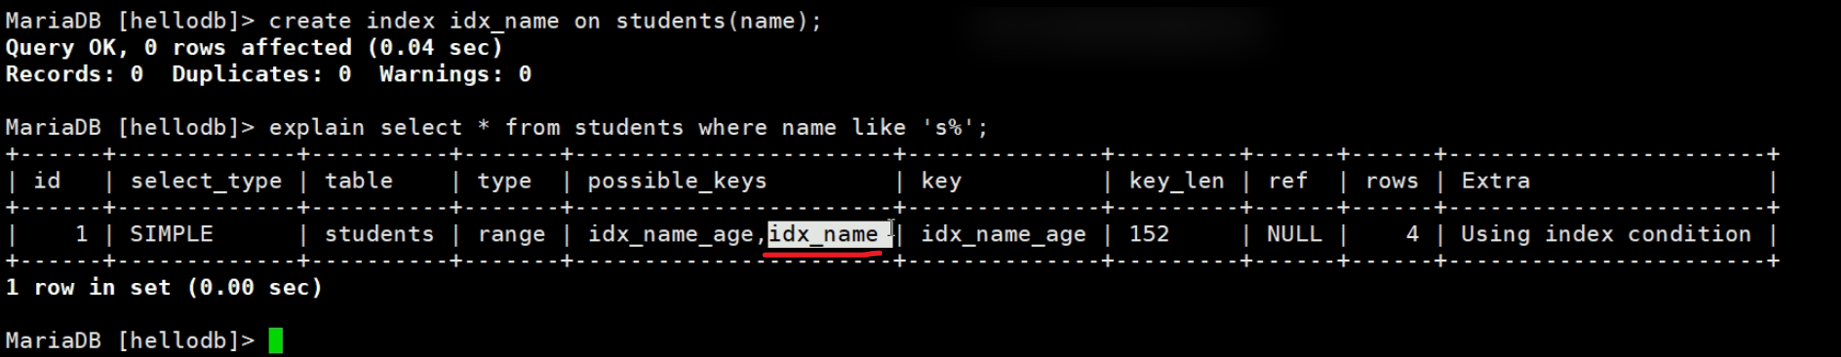 MariaDB [hellodb]> create index idx_name on students(name);
Query OK, 0 rows affected (0.04 sec)
Records: 0  Duplicates: 0  Warnings: 0

MariaDB [hellodb]> explain select * from students where name like 's%';
+------+-------------+----------+-------+------------------------+--------------+---------+------+------+-----------------------+
| id   | select_type | table    | type  | possible_keys          | key          | key_len | ref  | rows | Extra                 |
+------+-------------+----------+-------+------------------------+--------------+---------+------+------+-----------------------+
|    1 | SIMPLE      | students | range | idx_name_age,idx_name | idx_name_age | 152     | NULL |    4 | Using index condition |
+------+-------------+----------+-------+------------------------+--------------+---------+------+------+-----------------------+
1 row in set (0.00 sec)

MariaDB [hellodb]>